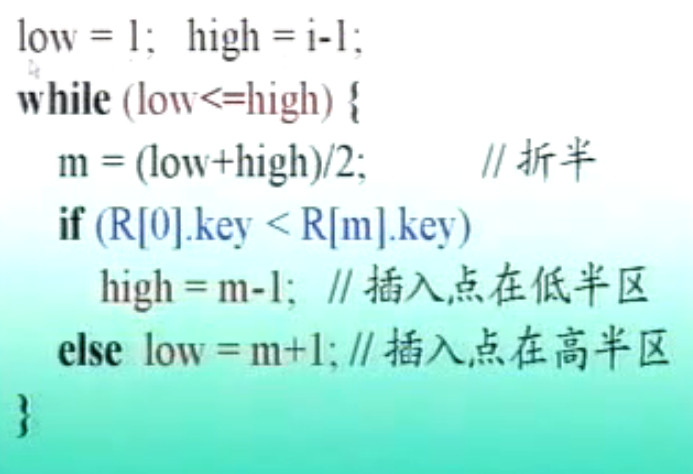 low = 1; high = i-1;
while (low<=high) {
m = (low+high)/2; // 折半
if (R[0].key < R[m].key)
high = m-1; // 插入点在低半区
else low = m+1; // 插入点在高半区
}